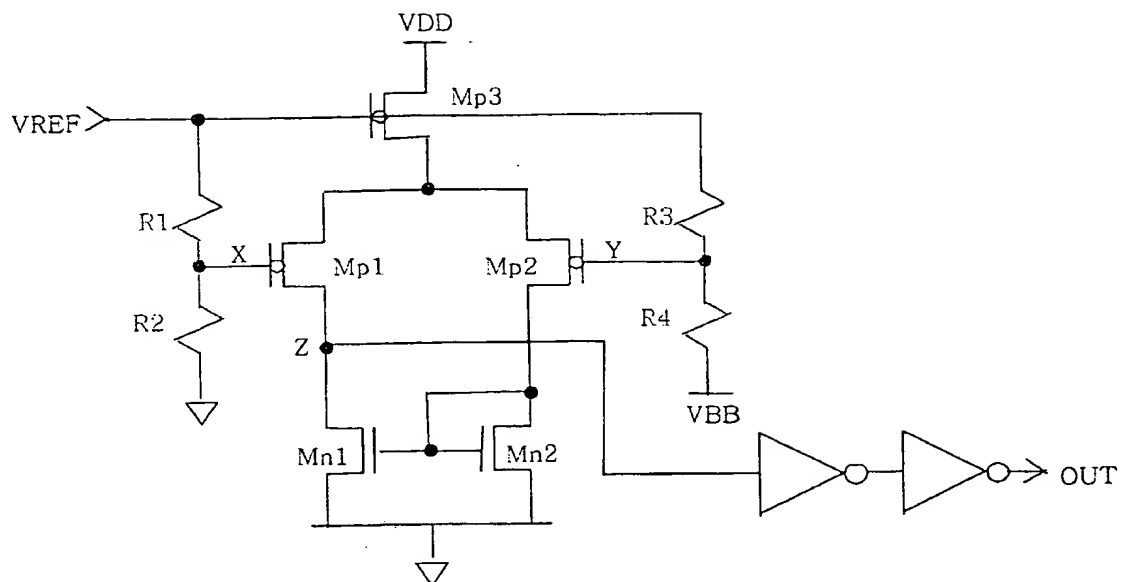 VDD
Mp3
VREF
R1
R3
X
Mp1
Mp2
Y
R2
R4
Z
VBB
Mn1
Mn2
OUT